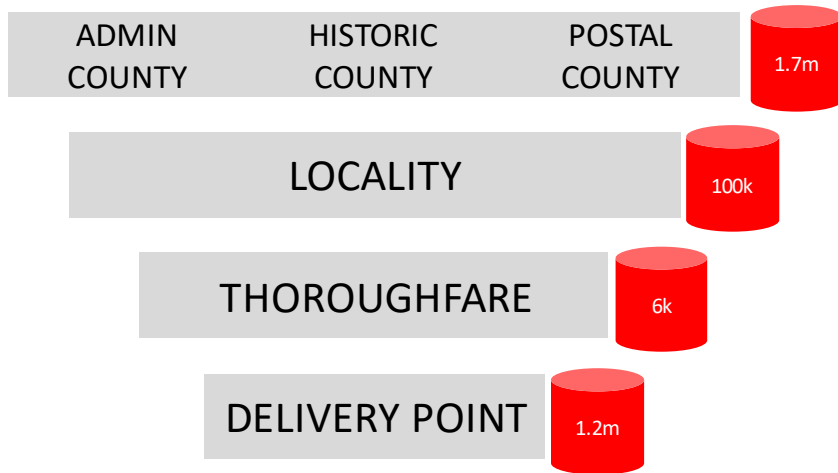 ADMIN HISTORIC POSTAL
COUNTY COUNTY COUNTY
1.7m
LOCALITY
100k
THOROUGHFARE
6k
DELIVERY POINT
1.2m